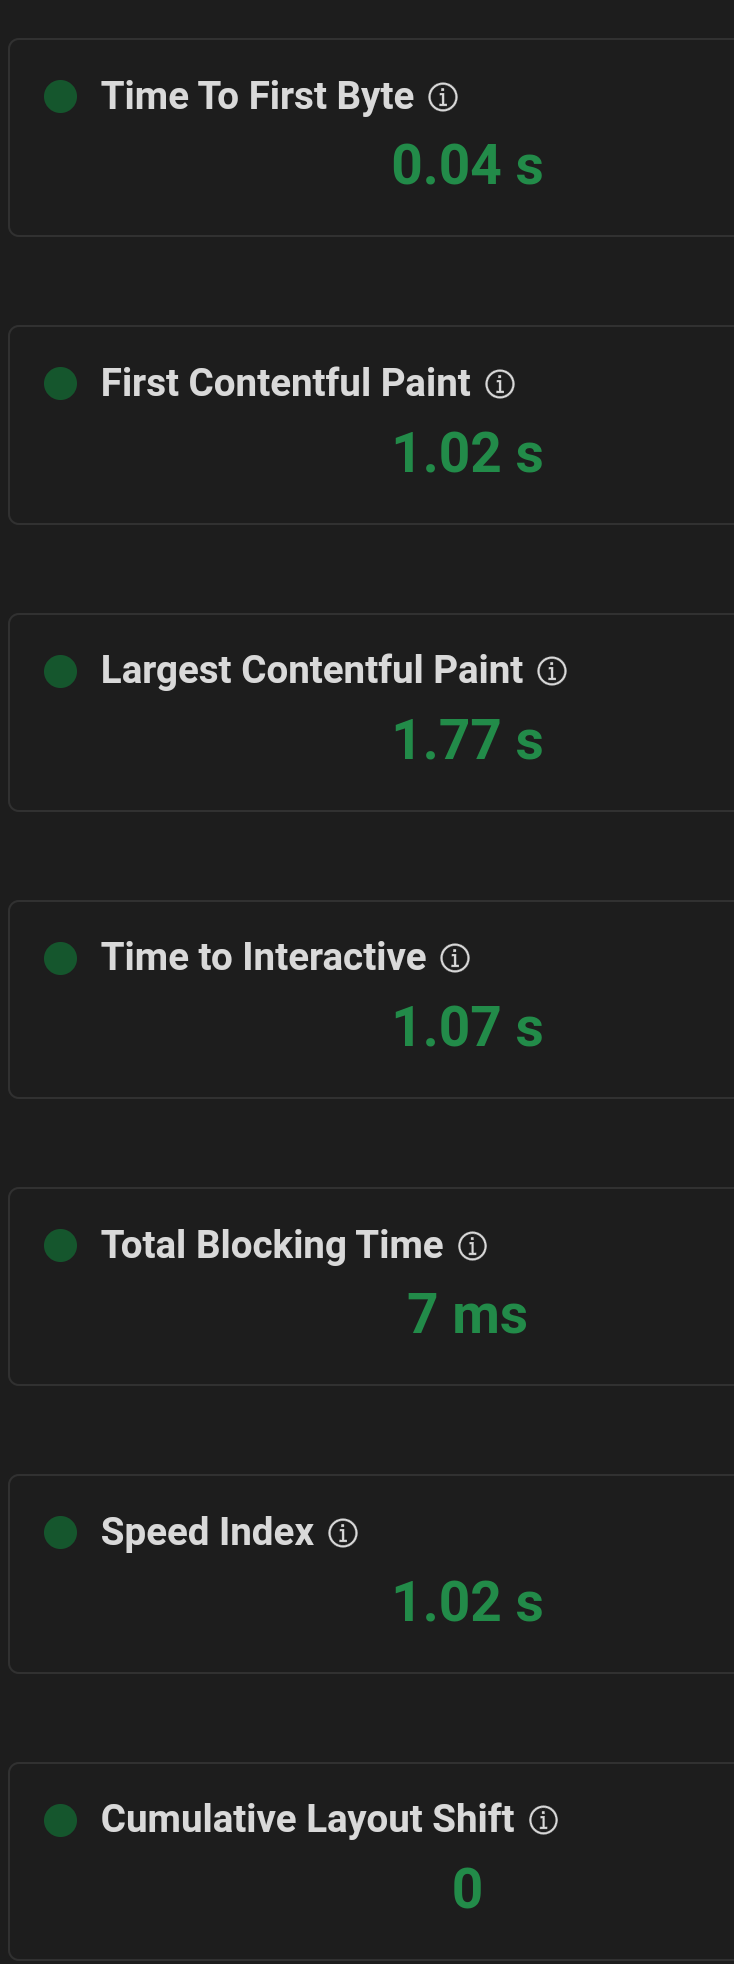 Time To First Byte
0.04 s
First Contentful Paint
1.02 s
Largest Contentful Paint
1.77 s
Time to Interactive
1.07 s
Total Blocking Time
7 ms
Speed Index
1.02 s
Cumulative Layout Shift
0